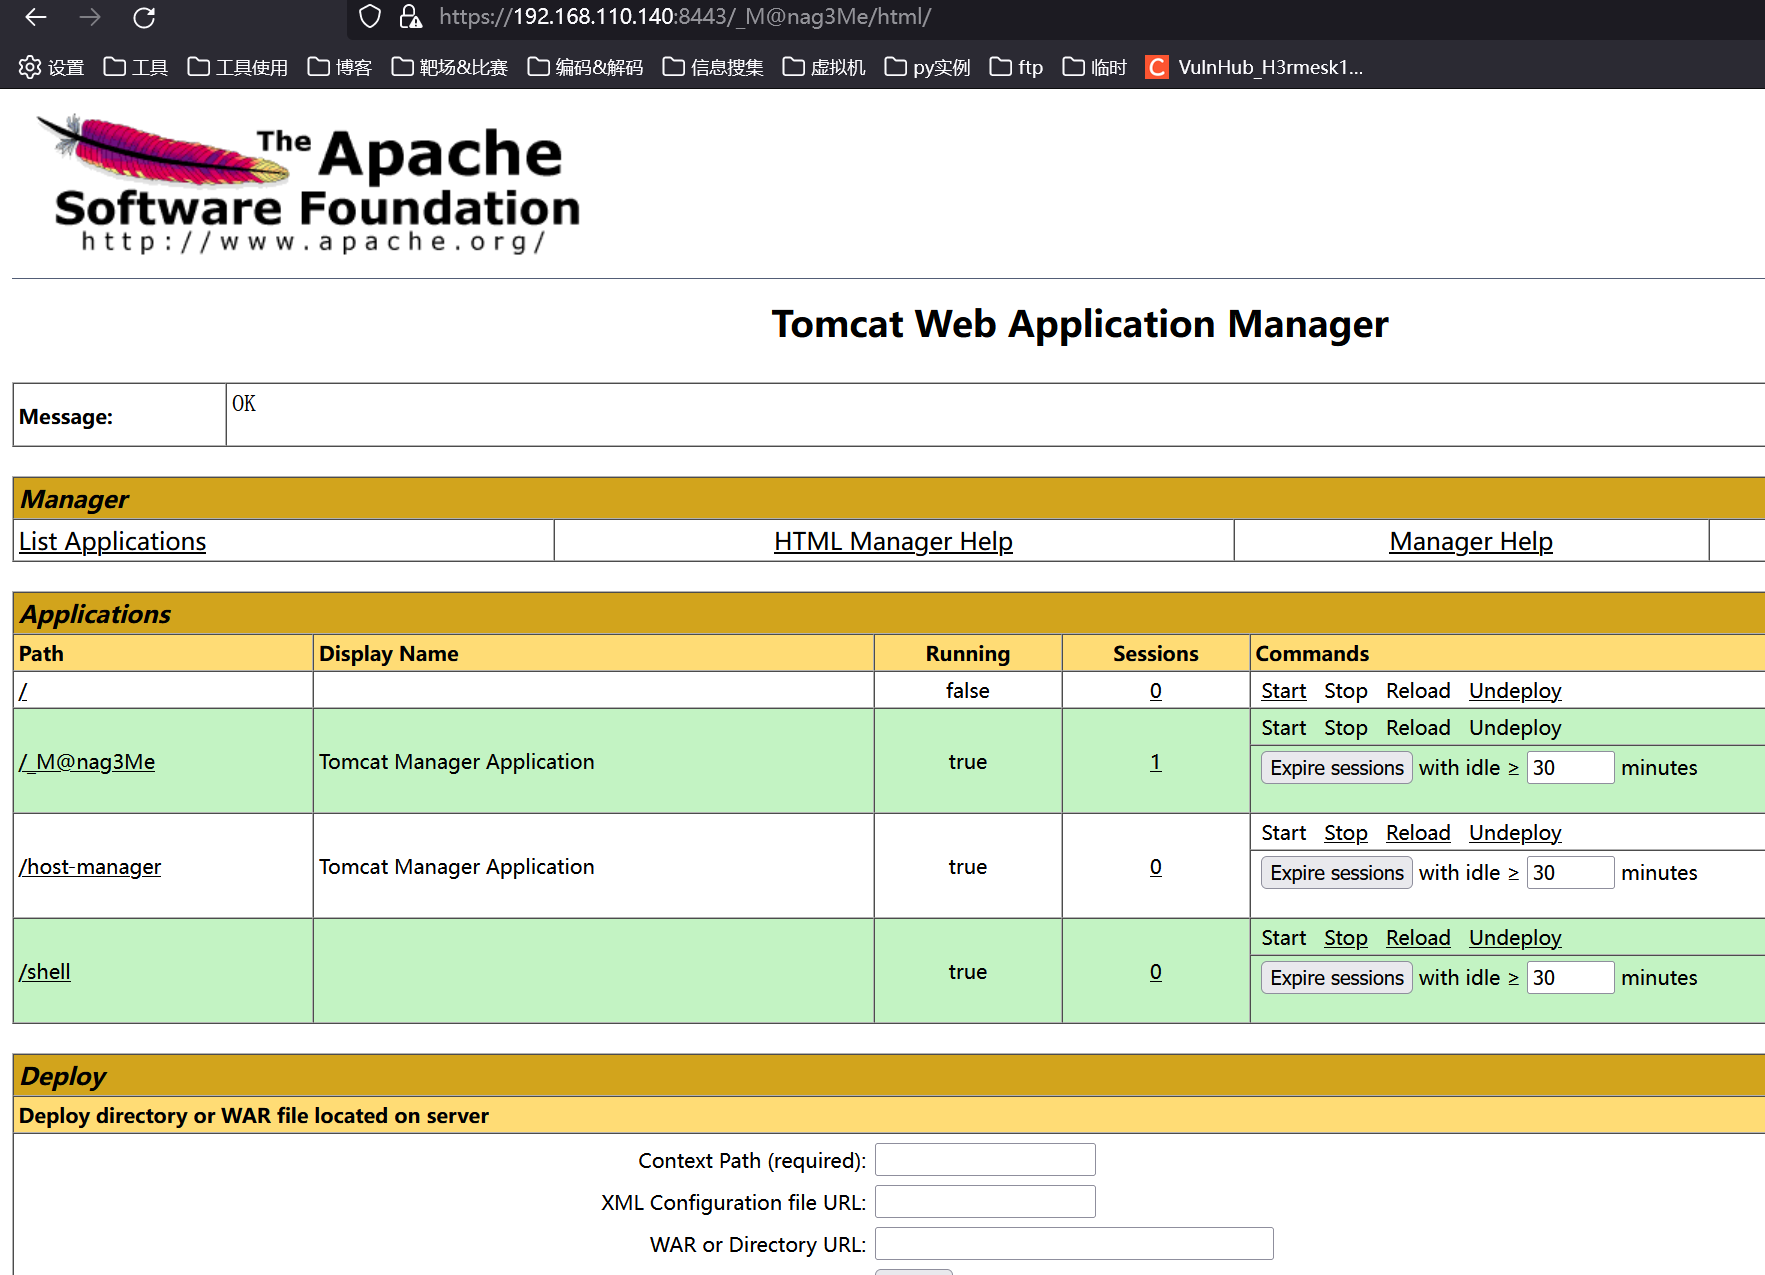 https://192.168.110.140:8443/_M@nag3Me/html/
设置 工具 工具使用 博客 靶场&比赛 编码&解码 信息搜集 虚拟机 py实例 ftp 临时 C VulnHub_H3rmesk1...
The Apache
Software Foundation
http://www.apache.org/
Tomcat Web Application Manager
Message: OK
Manager
List Applications HTML Manager Help Manager Help
Applications
Path Display Name Running Sessions Commands
/ false 0 Start Stop Reload Undeploy
/_M@nag3Me Tomcat Manager Application true 1 Start Stop Reload Undeploy
Expire sessions with idle ≥ 30 minutes
/host-manager Tomcat Manager Application true 0 Start Stop Reload Undeploy
Expire sessions with idle ≥ 30 minutes
/shell true 0 Start Stop Reload Undeploy
Expire sessions with idle ≥ 30 minutes
Deploy
Deploy directory or WAR file located on server
Context Path (required):
XML Configuration file URL:
WAR or Directory URL: